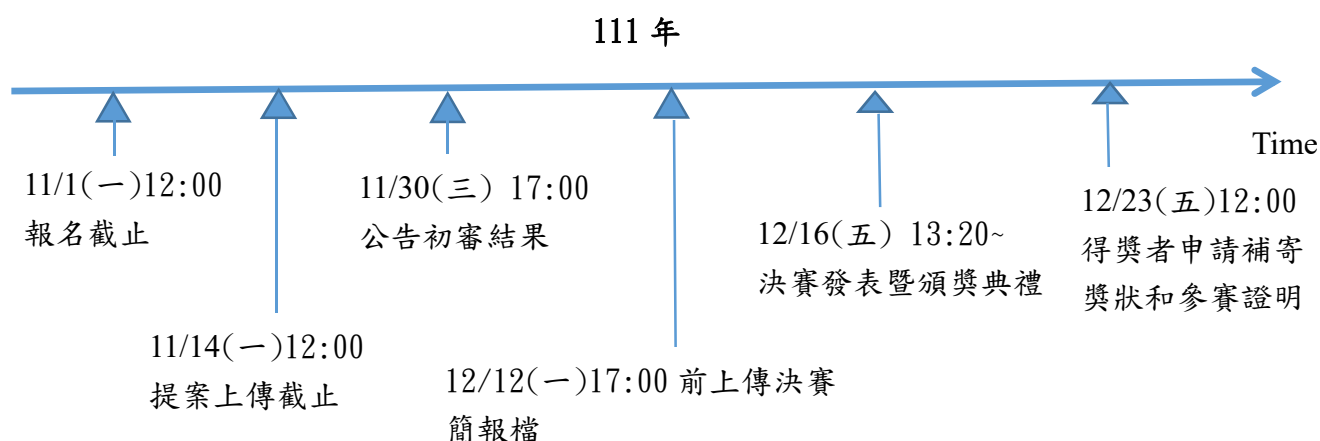 111 年
Time
11/1(一)12:00
報名截止
11/14(一)12:00
提案上傳截止
11/30(三) 17:00
公告初審結果
12/12(一)17:00 前上傳決賽
簡報檔
12/16(五) 13:20~
決賽發表暨頒獎典禮
12/23(五)12:00
得獎者申請補寄
獎狀和參賽證明